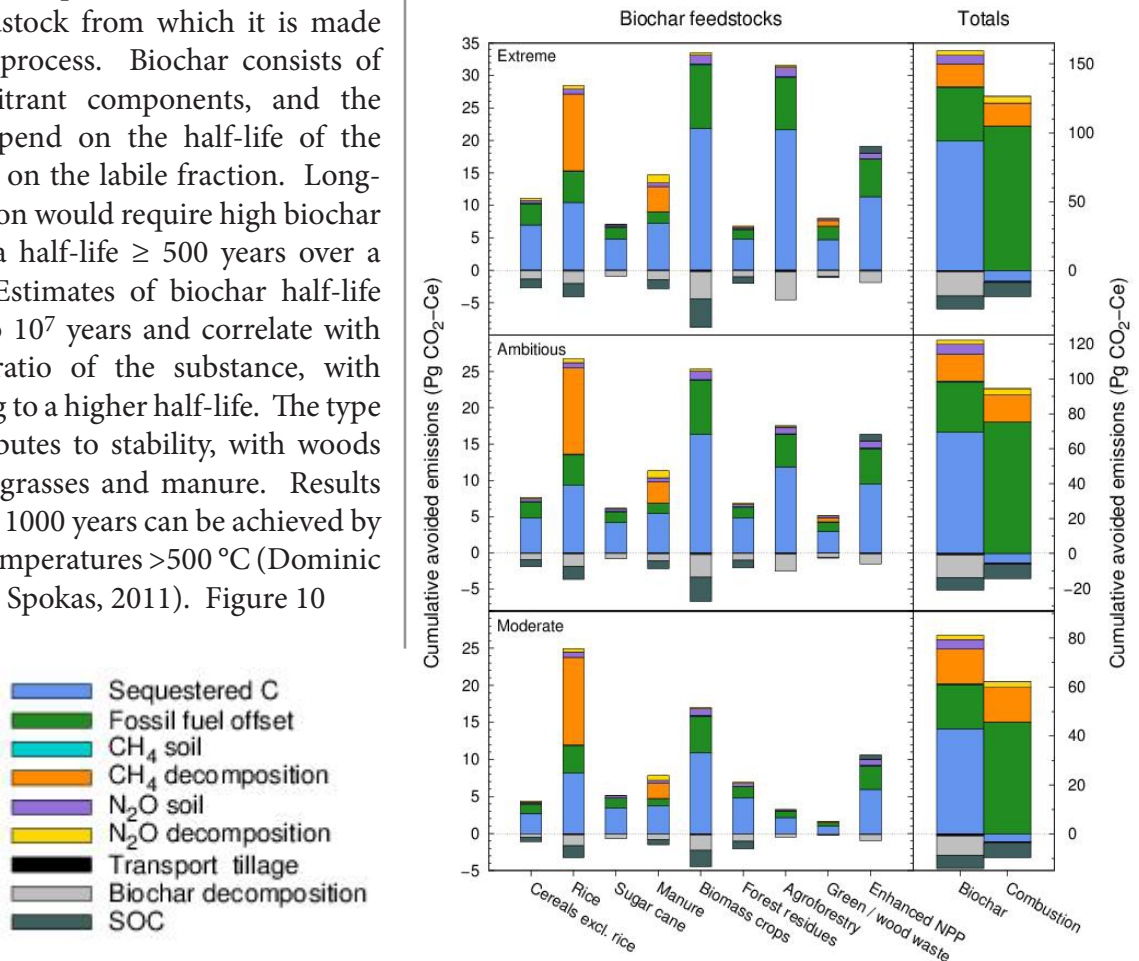 dstock from which it is made
process. Biochar consists of
itrant components, and the
pend on the half-life of the
on the labile fraction. Long-
on would require high biochar
a half-life ≥ 500 years over a
Estimates of biochar half-life
10⁷ years and correlate with
ratio of the substance, with
g to a higher half-life. The type
butes to stability, with woods
grasses and manure. Results
1000 years can be achieved by
emperatures >500 °C (Dominic
Spokas, 2011). Figure 10
Sequestered C
Fossil fuel offset
CH₄ soil
CH₄ decomposition
N₂O soil
N₂O decomposition
Transport tillage
Biochar decomposition
SOC
Biochar feedstocks
Totals
Cumulative avoided emissions (Pg CO₂–Ce)
Extreme
35
30
25
20
15
10
5
0
−5
150
100
50
0
Ambitious
25
20
15
10
5
0
−5
120
100
80
60
40
20
0
−20
Moderate
25
20
15
10
5
0
−5
80
60
40
20
0
Cumulative avoided emissions (Pg CO₂–Ce)
Cereals excl. rice
Rice
Sugar cane
Manure
Biomass crops
Forest residues
Agroforestry
Green / wood waste
Enhanced NPP
Biochar
Combustion